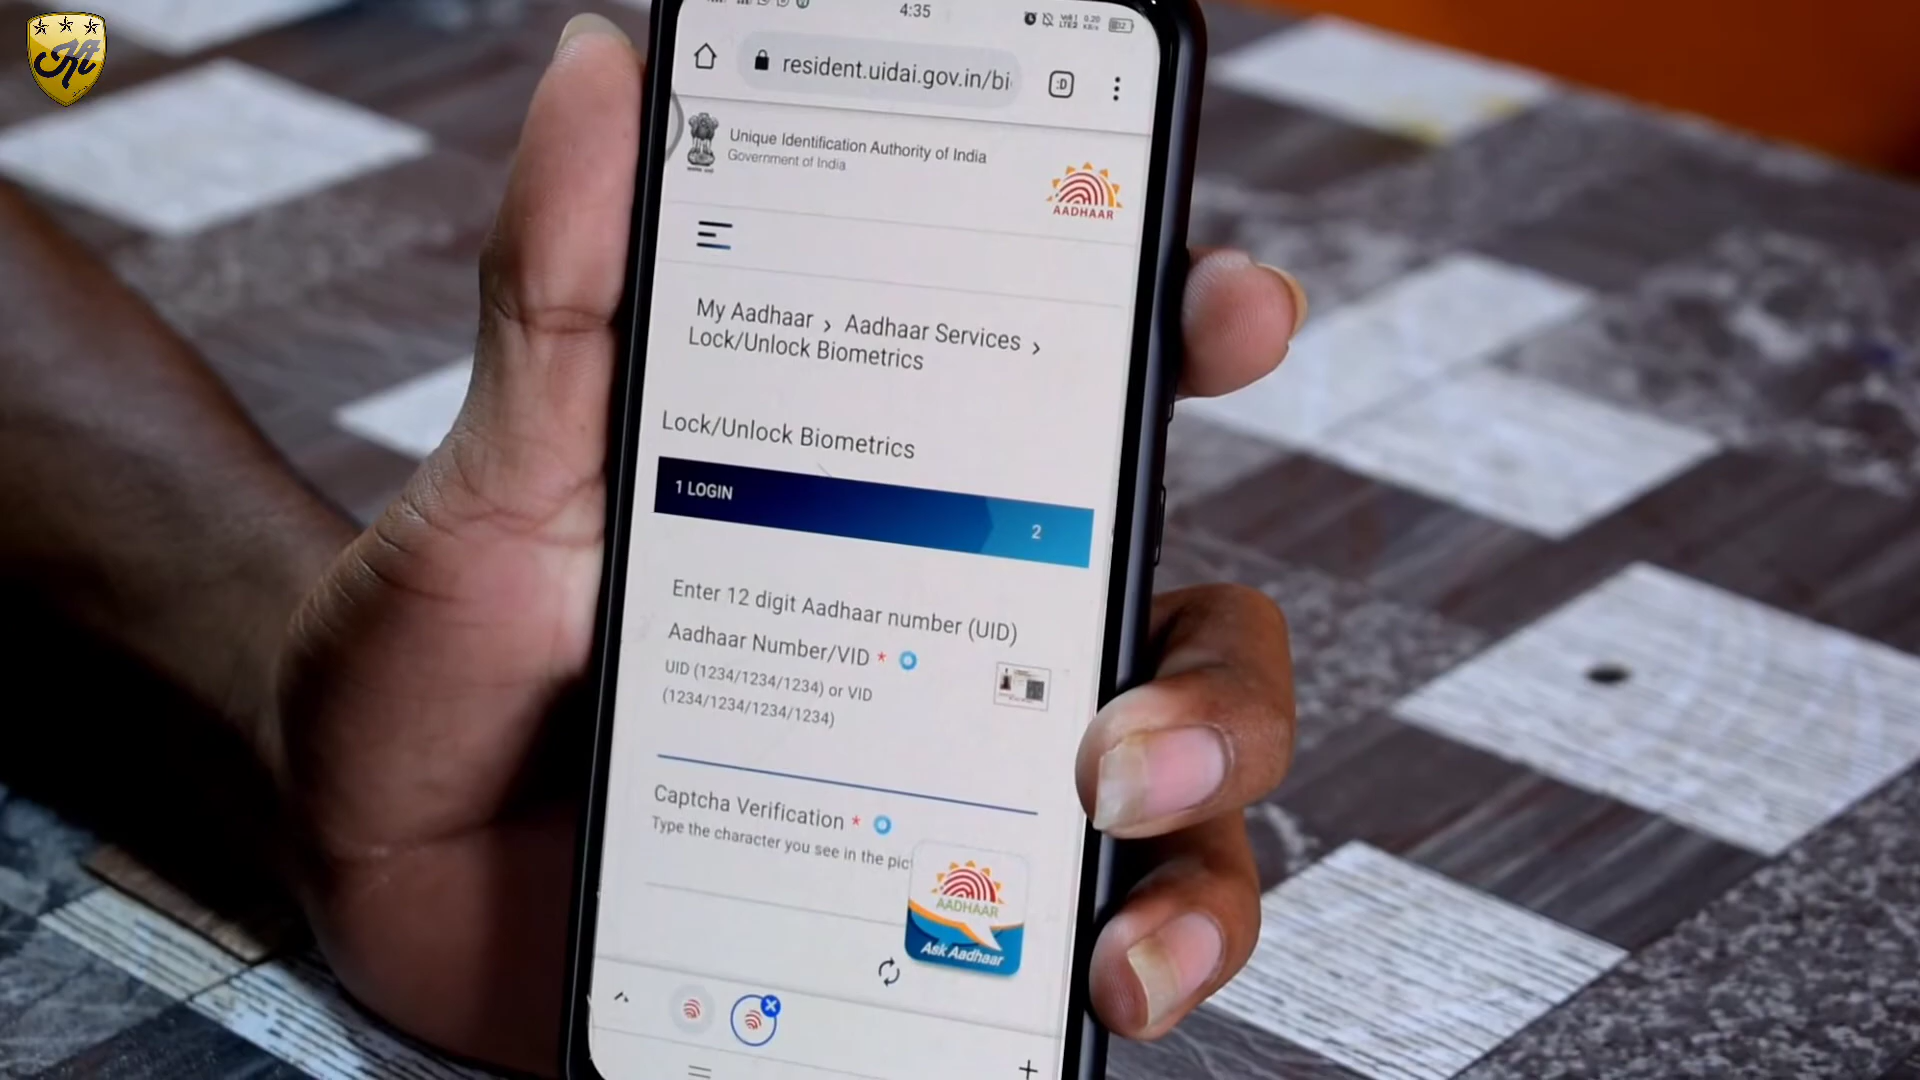 4:35
resident.uidai.gov.in/bi
:D
Unique Identification Authority of India
Government of India
AADHAAR
My Aadhaar › Aadhaar Services ›
Lock/Unlock Biometrics
Lock/Unlock Biometrics
1 LOGIN
2
Enter 12 digit Aadhaar number (UID)
Aadhaar Number/VID *
UID (1234/1234/1234) or VID
(1234/1234/1234/1234)
Captcha Verification *
Type the character you see in the pic
AADHAAR
Ask Aadhaar